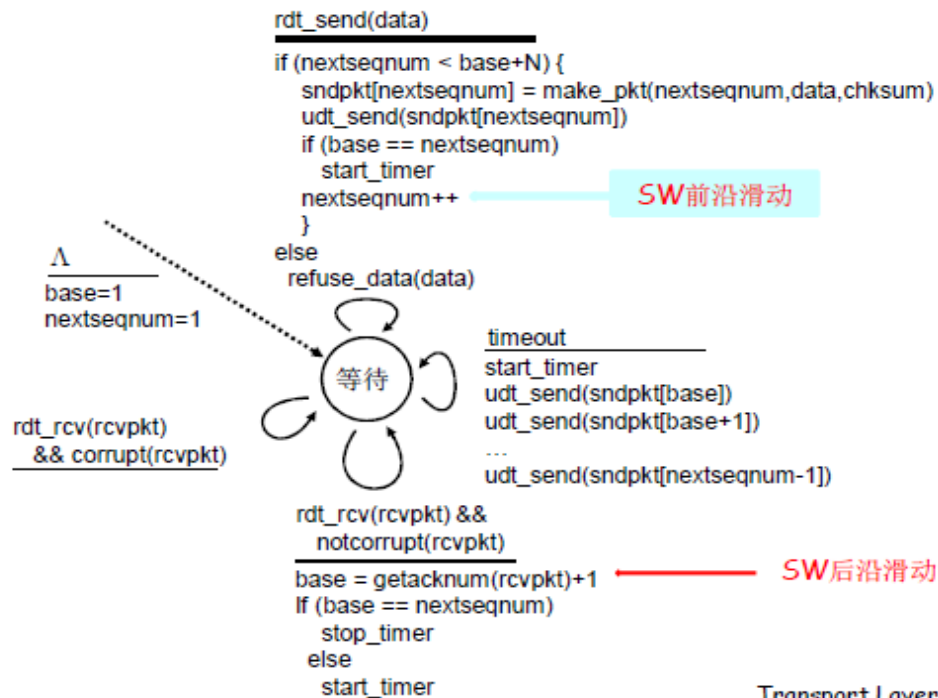 rdt_send(data)
if (nextseqnum < base+N) {
sndpkt[nextseqnum] = make_pkt(nextseqnum,data,chksum)
udt_send(sndpkt[nextseqnum])
if (base == nextseqnum)
start_timer
nextseqnum++
SW前沿滑动
}
else
refuse_data(data)
Λ
base=1
nextseqnum=1
等待
timeout
start_timer
udt_send(sndpkt[base])
udt_send(sndpkt[base+1])
...
udt_send(sndpkt[nextseqnum-1])
rdt_rcv(rcvpkt)
&& corrupt(rcvpkt)
rdt_rcv(rcvpkt) &&
notcorrupt(rcvpkt)
base = getacknum(rcvpkt)+1
SW后沿滑动
If (base == nextseqnum)
stop_timer
else
start_timer
Transport Layer